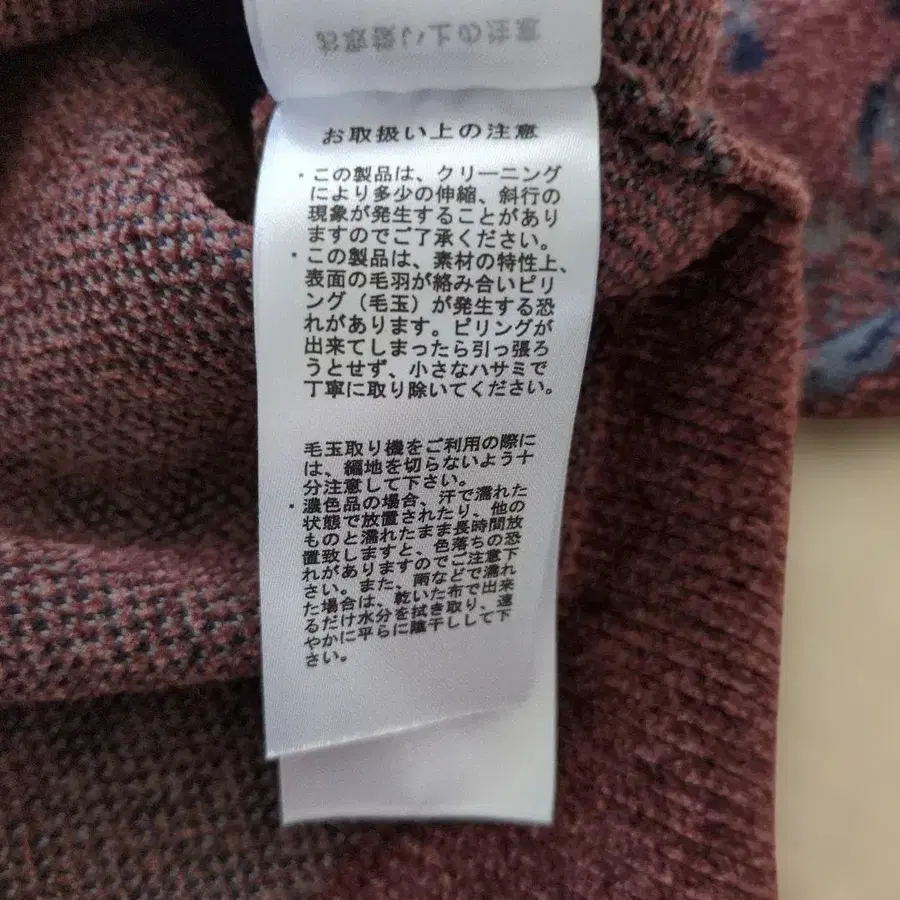 お取扱い上の注意
お取扱い上の注意
・この製品は、クリーニング
により多少の伸縮、斜行の
現象が発生することがあり
ますのでご了承ください。
・この製品は、素材の特性上、
表面の毛羽が絡み合いピリ
ング（毛玉）が発生する恐
れがあります。ピリングが
出来てしまったら引っ張ろ
うとせず、小さなハサミで
丁寧に取り除いてください。
毛玉取り機をご利用の際に
は、編地を切らないよう十
分注意して下さい。
・濃色品の場合、汗で濡れた
状態で放置されたり、他の
ものと濡れたまま長時間放
置致しますと、色落ちの恐
れがありますのでご注意下
さい。また、雨などで濡れ
た場合は、乾いた布で出来
るだけ水分を拭き取り、速
やかに平らに陰干しして下
さい。